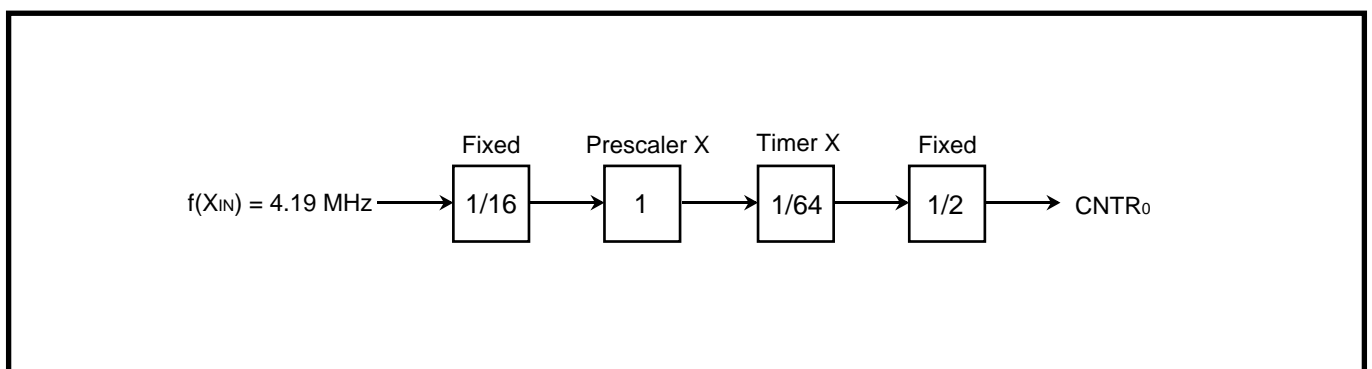 Fixed Prescaler X Timer X Fixed
f(XIN) = 4.19 MHz 1/16 1 1/64 1/2 CNTR0